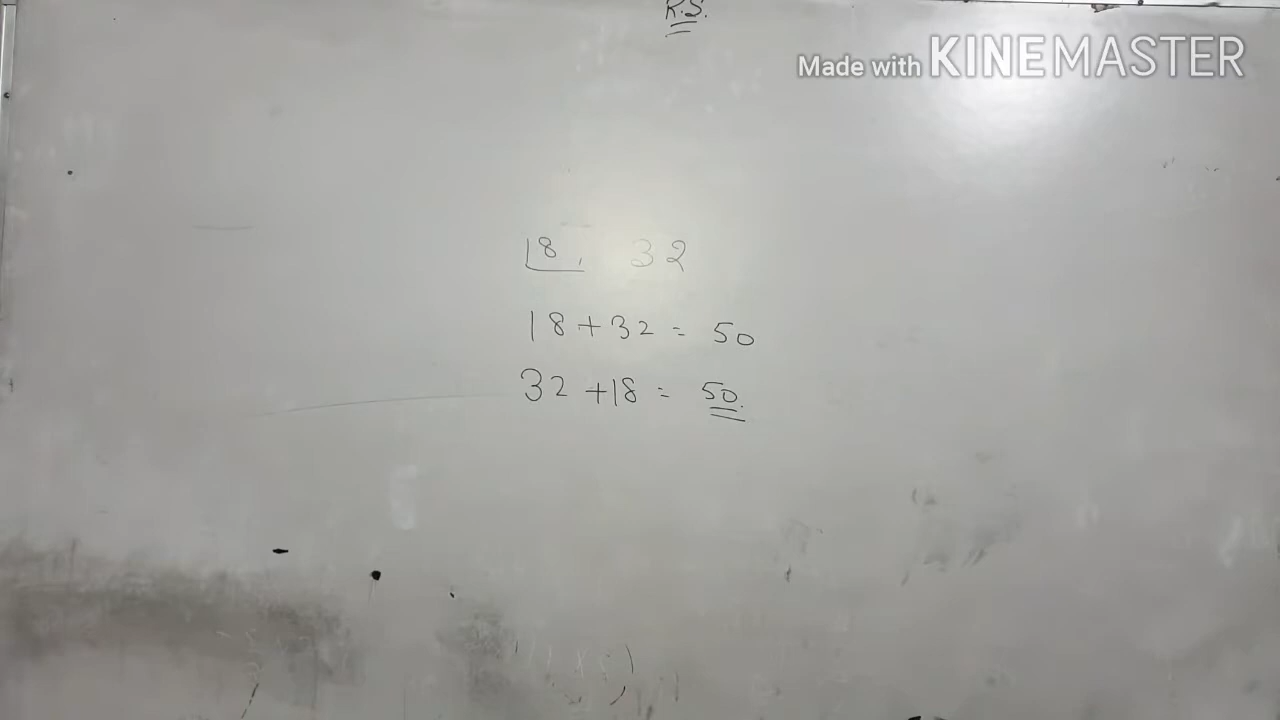 R.S.
Made with KINEMASTER
18, 32
18 + 32 = 50
32 + 18 = 50.